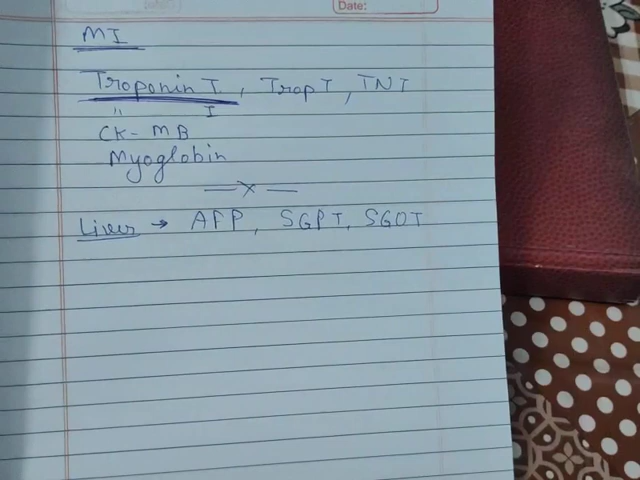 Date:
MI
Troponin T, Trop T, TNT
" I
CK-MB
Myoglobin
—x—
Liver → AFP, SGPT, SGOT